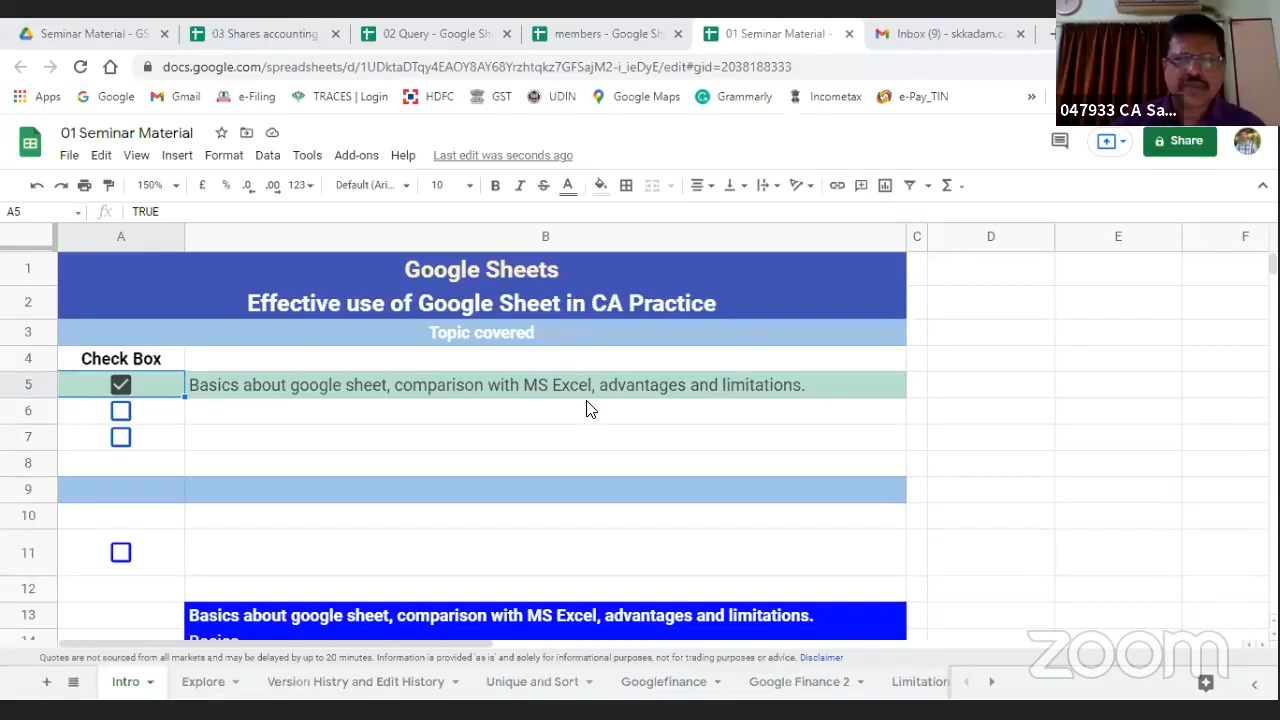 Seminar Material - GS
03 Shares accounting
02 Query - Google Sh
members - Google Sh
01 Seminar Material -
Inbox (9) - skkadam.c
docs.google.com/spreadsheets/d/1UDktaDTqy4EAOY8AY6iYrzhtqkz7GFSajM2-i_ieDyE/edit#gid=2038188333
Apps
Google
Gmail
e-Filing
TRACES | Login
HDFC
GST
UDIN
Google Maps
Grammarly
Incometax
e-Pay_TIN
»
047933 CA Sa...
01 Seminar Material
File Edit View Insert Format Data Tools Add-ons Help Last edit was seconds ago
Share
150% £ % .0 .00 123 Default (Ari... 10 B I S A Σ
A5 fx TRUE
A B C D E F
1 Google Sheets
2 Effective use of Google Sheet in CA Practice
3 Topic covered
4 Check Box
5 Basics about google sheet, comparison with MS Excel, advantages and limitations.
6
7
8
9
10
11
12
13 Basics about google sheet, comparison with MS Excel, advantages and limitations.
14 Basics
zoom
Quotes are not sourced from all markets and may be delayed by up to 20 minutes. Information is provided 'as is' and solely for informational purposes, not for trading purposes or advice. Disclaimer
Intro Explore Version Histry and Edit History Unique and Sort Googlefinance Google Finance 2 Limitation